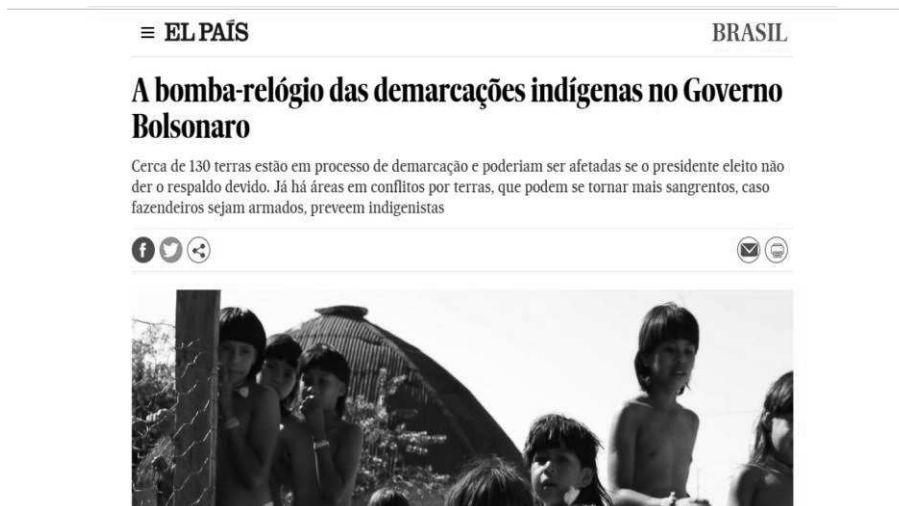 EL PAÍS
BRASIL
A bomba-relógio das demarcações indígenas no Governo
Bolsonaro
Cerca de 130 terras estão em processo de demarcação e poderiam ser afetadas se o presidente eleito não
der o respaldo devido. Já há áreas em conflitos por terras, que podem se tornar mais sangrentos, caso
fazendeiros sejam armados, preveem indigenistas